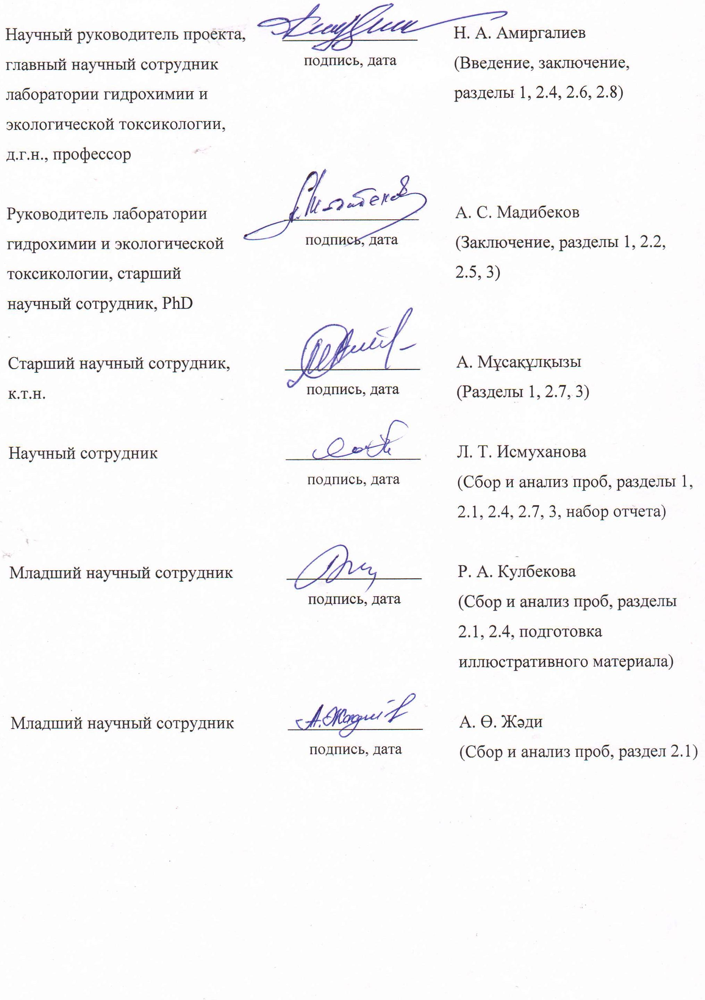 Научный руководитель проекта,
главный научный сотрудник
лаборатории гидрохимии и
экологической токсикологии,
д.г.н., профессор
подпись, дата
Н. А. Амиргалиев
(Введение, заключение,
разделы 1, 2.4, 2.6, 2.8)
Руководитель лаборатории
гидрохимии и экологической
токсикологии, старший
научный сотрудник, PhD
подпись, дата
А. С. Мадибеков
(Заключение, разделы 1, 2.2,
2.5, 3)
Старший научный сотрудник,
к.т.н.
подпись, дата
А. Мұсақұлқызы
(Разделы 1, 2.7, 3)
Научный сотрудник
подпись, дата
Л. Т. Исмуханова
(Сбор и анализ проб, разделы 1,
2.1, 2.4, 2.7, 3, набор отчета)
Младший научный сотрудник
подпись, дата
Р. А. Кулбекова
(Сбор и анализ проб, разделы
2.1, 2.4, подготовка
иллюстративного материала)
Младший научный сотрудник
подпись, дата
А. Ө. Жәди
(Сбор и анализ проб, раздел 2.1)